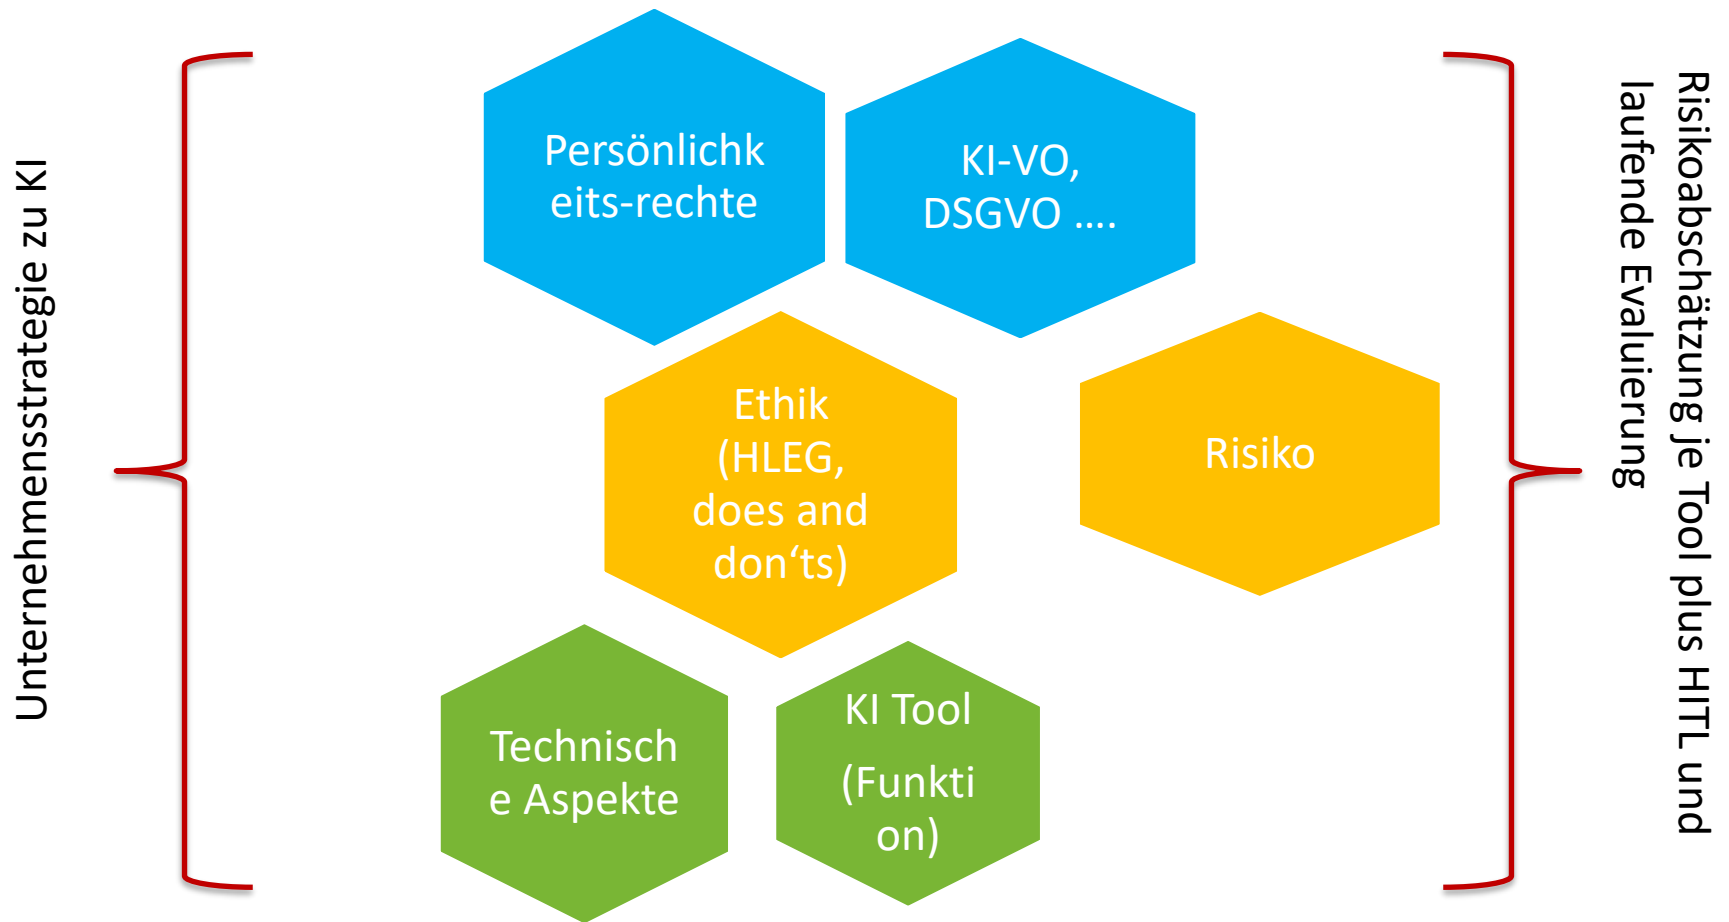 Unternehmensstrategie zu KI
Persönlichk
eits-rechte
KI-VO,
DSGVO ....
Ethik
(HLEG,
does and
don‘ts)
Risiko
Technisch
e Aspekte
KI Tool
(Funkti
on)
Risikoabschätzung je Tool plus HITL und
laufende Evaluierung